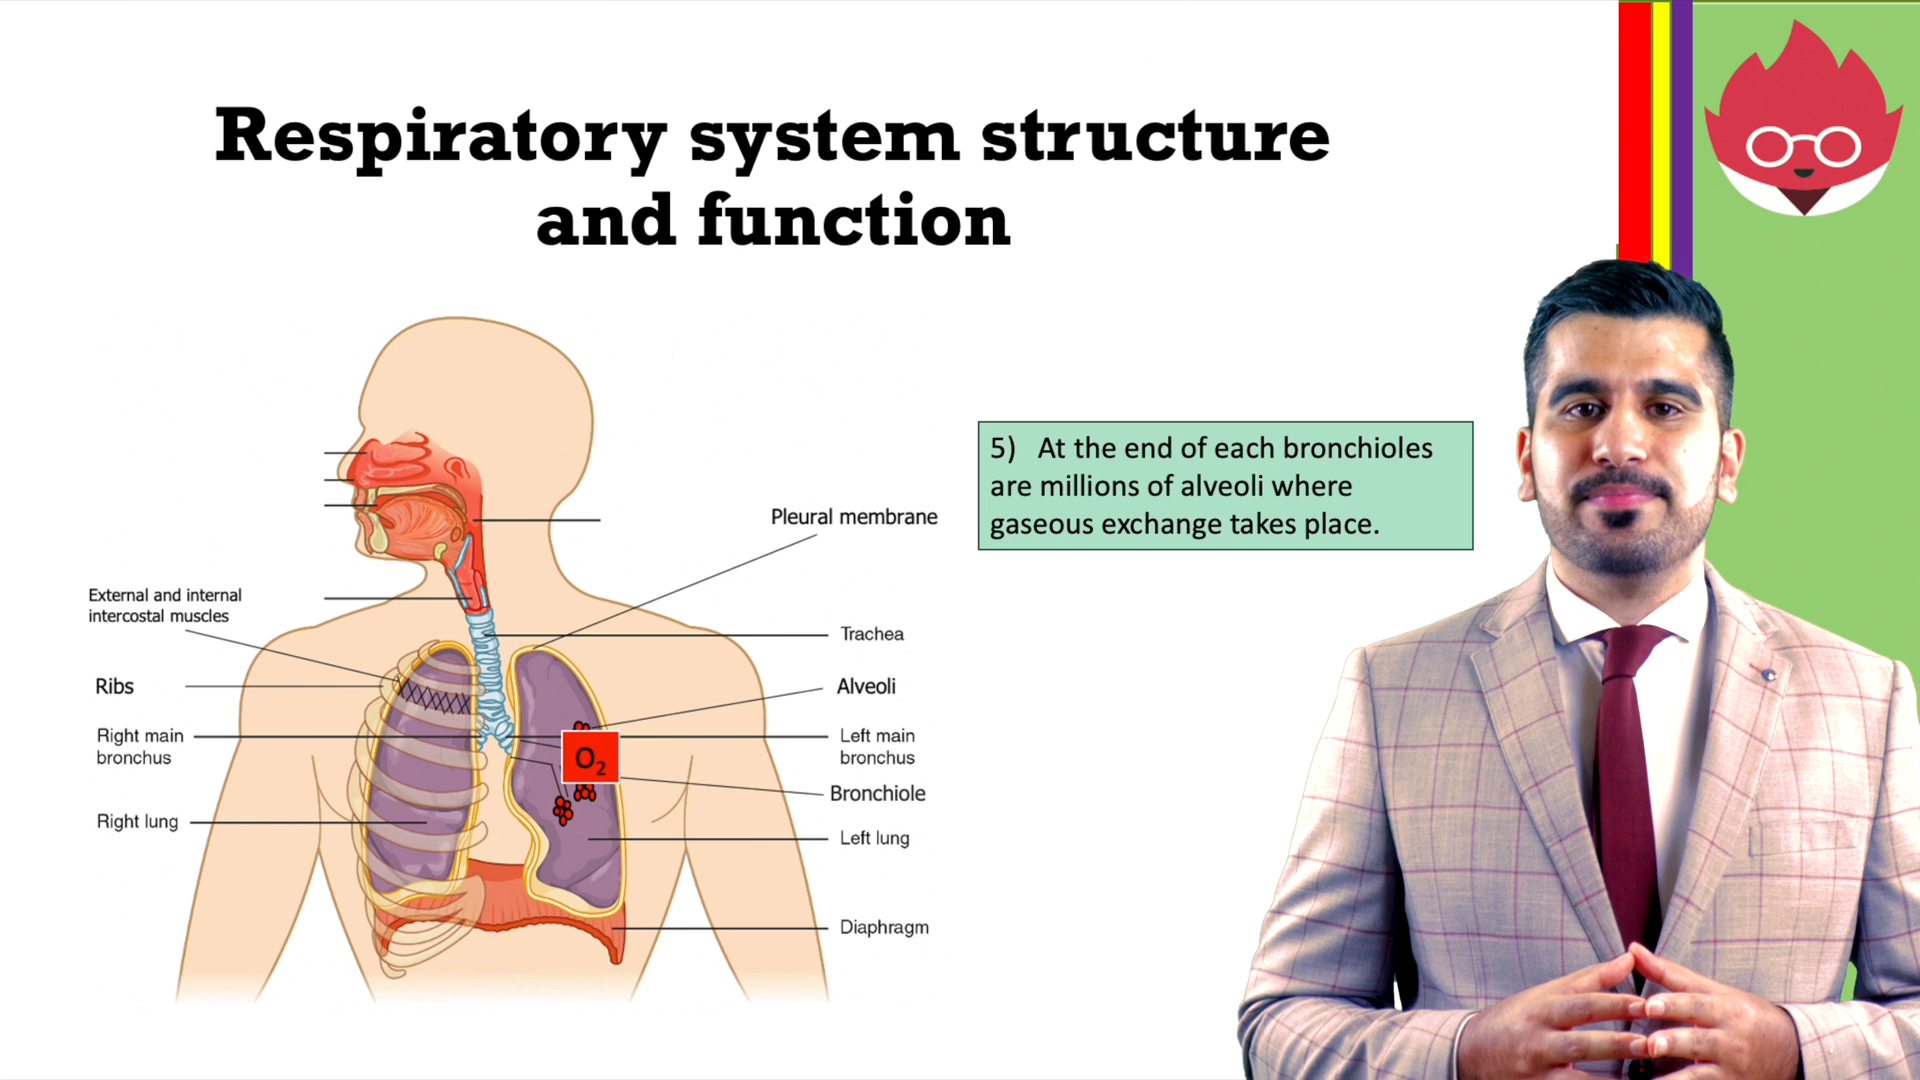 Respiratory system structure
and function
5) At the end of each bronchioles
are millions of alveoli where
gaseous exchange takes place.
Pleural membrane
External and internal
intercostal muscles
Trachea
Ribs
Alveoli
Right main
bronchus
O₂
Left main
bronchus
Bronchiole
Right lung
Left lung
Diaphragm